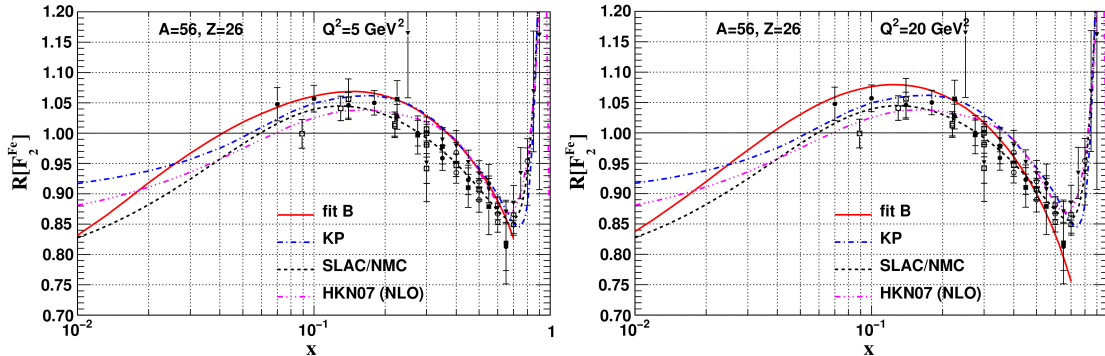 A=56, Z=26 Q²=5 GeV²
1.20
1.15
1.10
1.05
1.00
0.95
0.90
0.85
0.80
0.75
0.70
R[F₂^Fe]
fit B
KP
SLAC/NMC
HKN07 (NLO)
10⁻² 10⁻¹ 1
x
A=56, Z=26 Q²=20 GeV²
1.20
1.15
1.10
1.05
1.00
0.95
0.90
0.85
0.80
0.75
0.70
R[F₂^Fe]
fit B
KP
SLAC/NMC
HKN07 (NLO)
10⁻² 10⁻¹
x